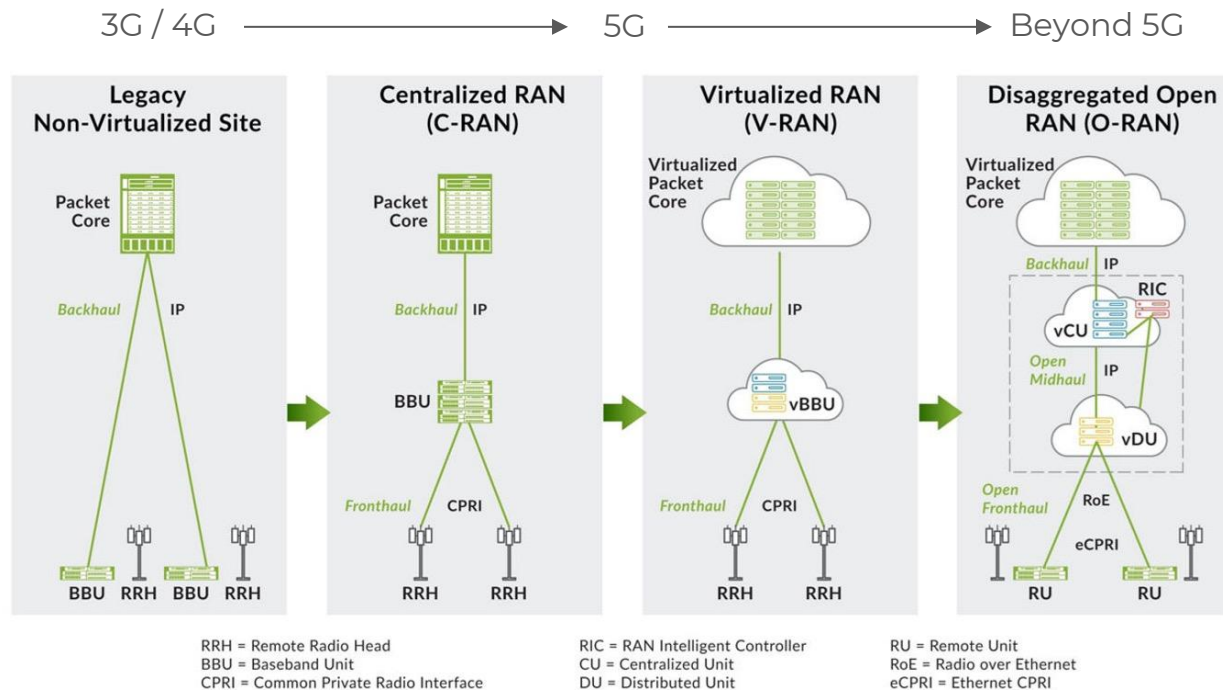 3G / 4G
5G
Beyond 5G
Legacy
Non-Virtualized Site
Packet
Core
Backhaul
IP
BBU
RRH
BBU
RRH
Centralized RAN
(C-RAN)
Packet
Core
Backhaul
IP
BBU
Fronthaul
CPRI
RRH
RRH
Virtualized RAN
(V-RAN)
Virtualized
Packet
Core
Backhaul
IP
vBBU
Fronthaul
CPRI
RRH
RRH
Disaggregated Open
RAN (O-RAN)
Virtualized
Packet
Core
Backhaul
IP
RIC
vCU
Open
Midhaul
IP
vDU
Open
Fronthaul
RoE
eCPRI
RU
RU
RRH = Remote Radio Head
BBU = Baseband Unit
CPRI = Common Private Radio Interface
RIC = RAN Intelligent Controller
CU = Centralized Unit
DU = Distributed Unit
RU = Remote Unit
RoE = Radio over Ethernet
eCPRI = Ethernet CPRI